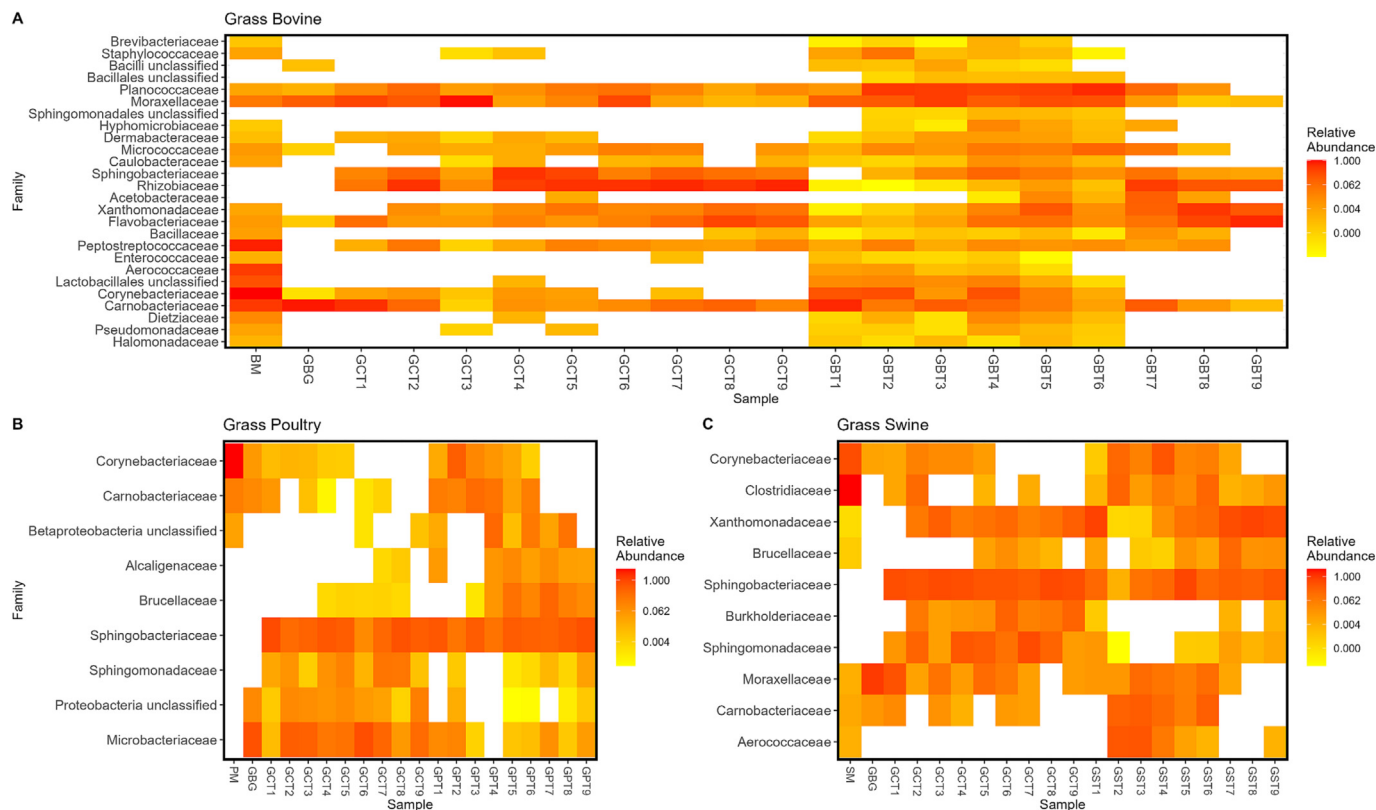 A
Grass Bovine
Family
Brevibacteriaceae
Staphylococcaceae
Bacilli unclassified
Bacillales unclassified
Planococcaceae
Moraxellaceae
Sphingomonadales unclassified
Hyphomicrobiaceae
Dermabacteraceae
Micrococcaceae
Caulobacteraceae
Sphingobacteriaceae
Rhizobiaceae
Acetobacteraceae
Xanthomonadaceae
Flavobacteriaceae
Bacillaceae
Peptostreptococcaceae
Enterococcaceae
Aerococcaceae
Lactobacillales unclassified
Corynebacteriaceae
Carnobacteriaceae
Dietziaceae
Pseudomonadaceae
Halomonadaceae
BM GBG GCT1 GCT2 GCT3 GCT4 GCT5 GCT6 GCT7 GCT8 GCT9 GBT1 GBT2 GBT3 GBT4 GBT5 GBT6 GBT7 GBT8 GBT9
Sample
Relative
Abundance
1.000
0.062
0.004
0.000
B
Grass Poultry
Family
Corynebacteriaceae
Carnobacteriaceae
Betaproteobacteria unclassified
Alcaligenaceae
Brucellaceae
Sphingobacteriaceae
Sphingomonadaceae
Proteobacteria unclassified
Microbacteriaceae
PM GBG GCT1 GCT2 GCT3 GCT4 GCT5 GCT6 GCT7 GCT8 GCT9 GPT1 GPT2 GPT3 GPT4 GPT5 GPT6 GPT7 GPT8 GPT9
Sample
Relative
Abundance
1.000
0.062
0.004
C
Grass Swine
Corynebacteriaceae
Clostridiaceae
Xanthomonadaceae
Brucellaceae
Sphingobacteriaceae
Burkholderiaceae
Sphingomonadaceae
Moraxellaceae
Carnobacteriaceae
Aerococcaceae
SM GBG GCT1 GCT2 GCT3 GCT4 GCT5 GCT6 GCT7 GCT8 GCT9 GST1 GST2 GST3 GST4 GST5 GST6 GST7 GST8 GST9
Sample
Relative
Abundance
1.000
0.062
0.004
0.000